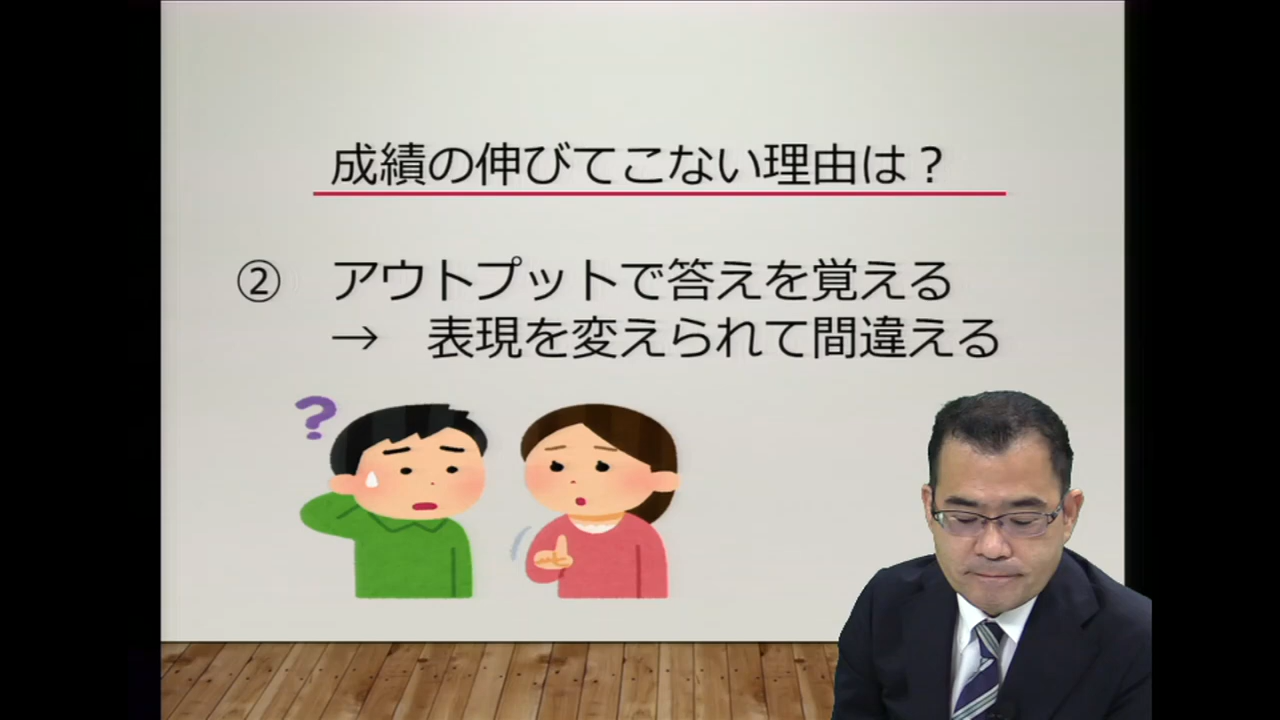 成績の伸びてこない理由は？
② アウトプットで答えを覚える
→ 表現を変えられて間違える
?